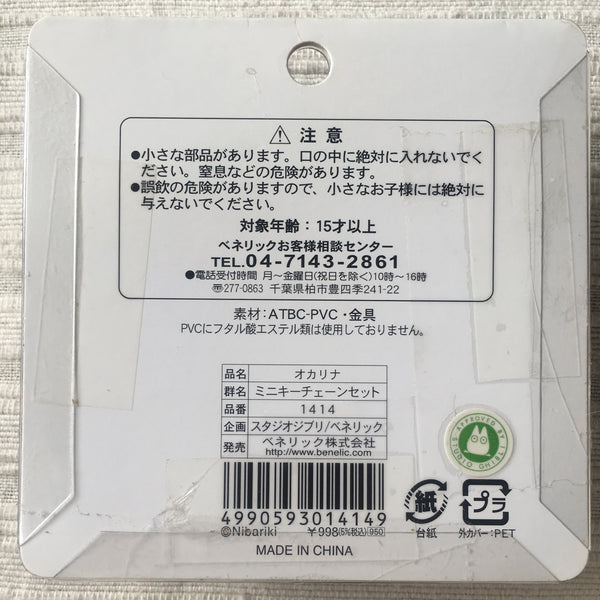 注意
●小さな部品があります。口の中に絶対に入れないでく
ださい。窒息などの危険があります。
●誤飲の危険がありますので、小さなお子様には絶対に
与えないでください。
対象年齢：15才以上
ベネリックお客様相談センター
TEL.04-7143-2861
●電話受付時間 月〜金曜日(祝日を除く)10時〜16時
〠277-0863 千葉県柏市豊四季241-22
素材：ATBC-PVC・金具
PVCにフタル酸エステル類は使用しておりません。
品名 オカリナ
群名 ミニキーチェーンセット
品番 1414
企画 スタジオジブリ/ベネリック
発売 ベネリック株式会社
http://www.benelic.com
APPROVED BY STUDIO GHIBLI
4990593014149
©Nibariki ¥998(5%税込) 950
紙
台紙
プラ
外カバー：PET
MADE IN CHINA